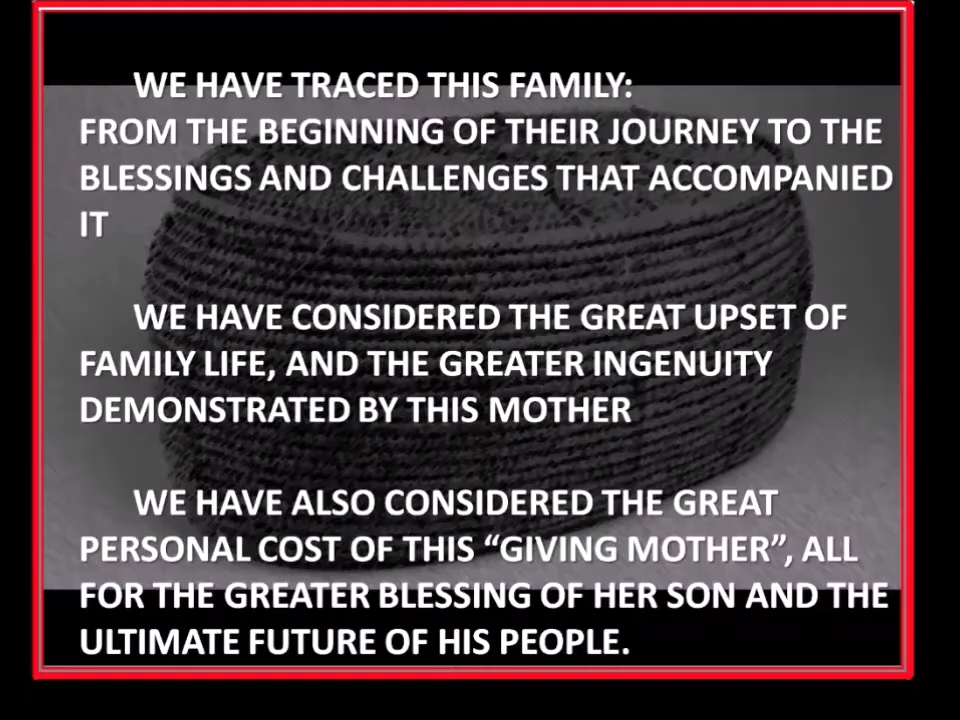 WE HAVE TRACED THIS FAMILY:
FROM THE BEGINNING OF THEIR JOURNEY TO THE
BLESSINGS AND CHALLENGES THAT ACCOMPANIED
IT
WE HAVE CONSIDERED THE GREAT UPSET OF
FAMILY LIFE, AND THE GREATER INGENUITY
DEMONSTRATED BY THIS MOTHER
WE HAVE ALSO CONSIDERED THE GREAT
PERSONAL COST OF THIS “GIVING MOTHER”, ALL
FOR THE GREATER BLESSING OF HER SON AND THE
ULTIMATE FUTURE OF HIS PEOPLE.